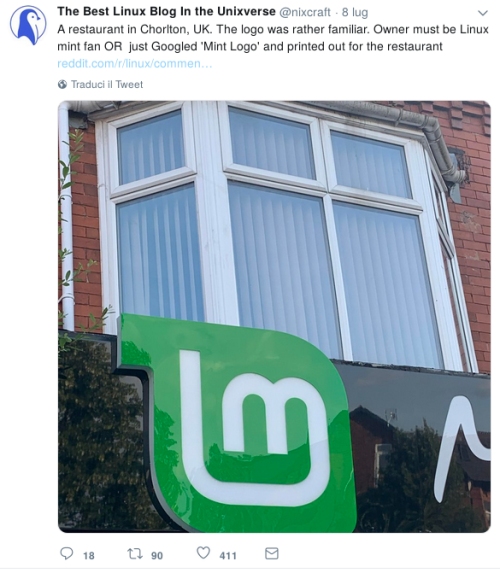 The Best Linux Blog In the Unixverse @nixcraft · 8 lug
A restaurant in Chorlton, UK. The logo was rather familiar. Owner must be Linux
mint fan OR just Googled 'Mint Logo' and printed out for the restaurant
reddit.com/r/linux/commen...
Traduci il Tweet
lm
18 90 411